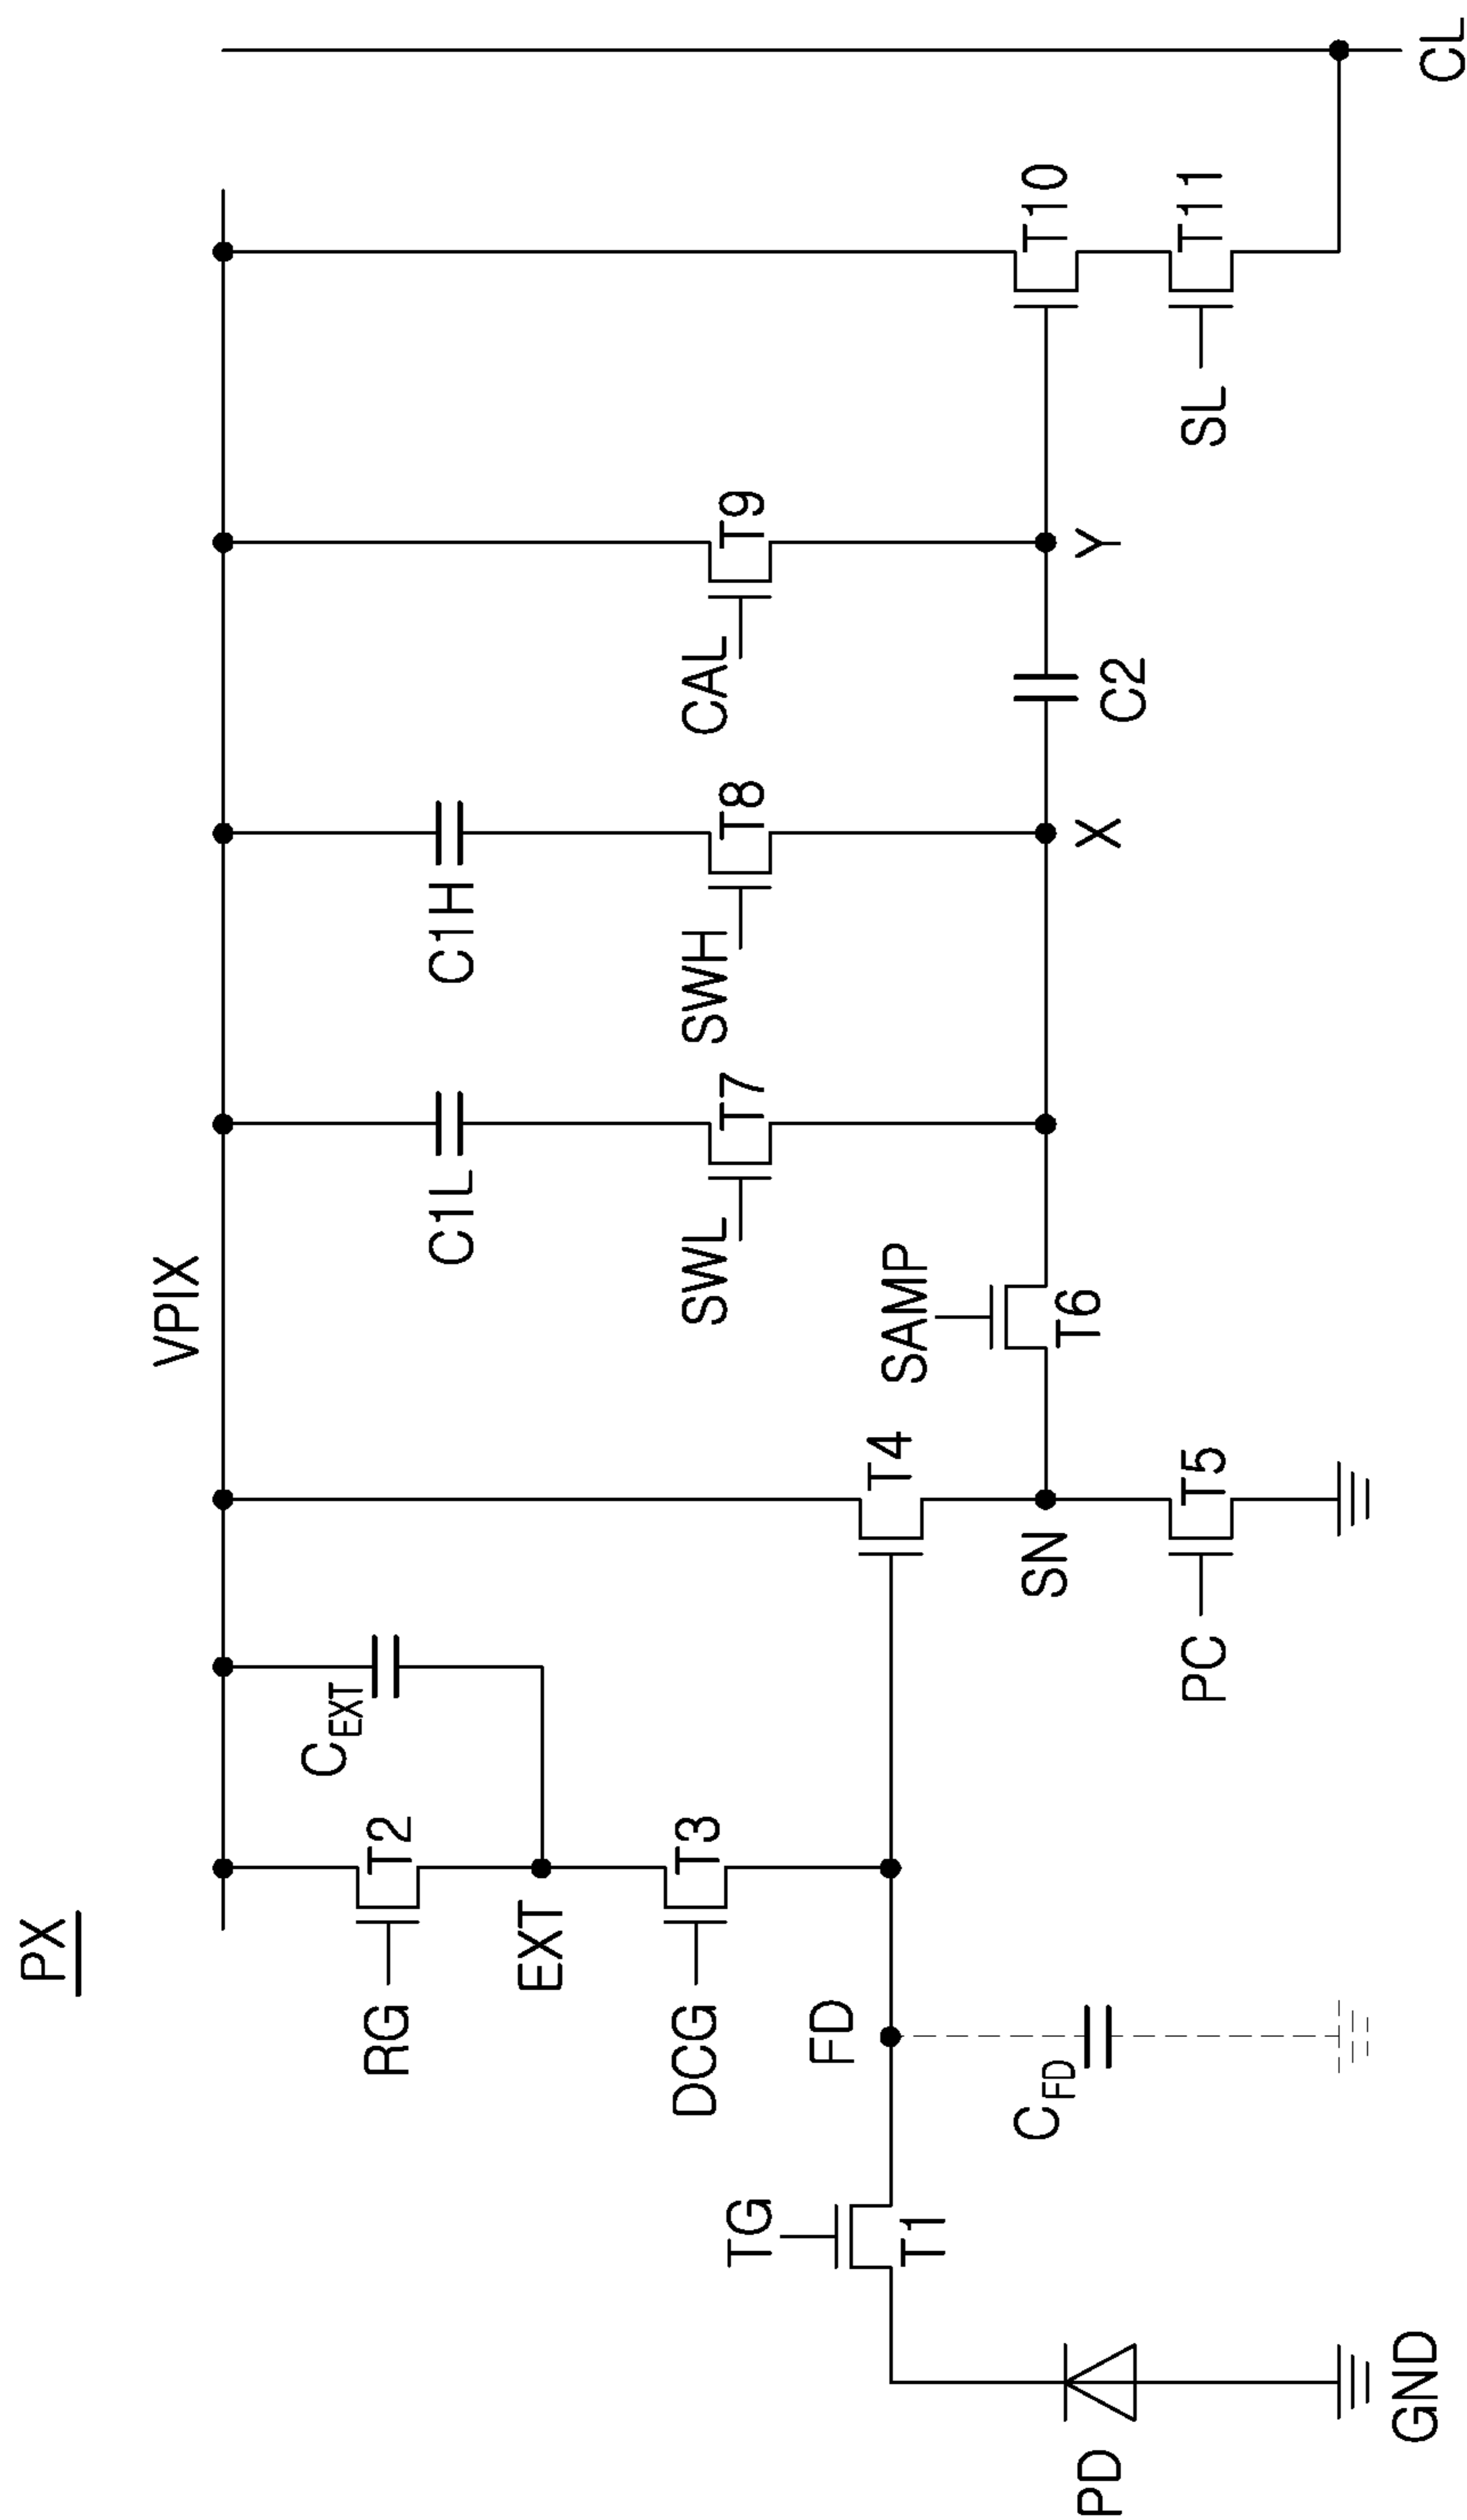 PX
VPIX
RG
T2
C_EXT
C1L
C1H
EXT
DCG
T3
SWL
T7
SWH
T8
CAL
T9
TG
T1
FD
T4
SAMP
T6
SN
X
C2
Y
T10
C_FD
PD
PC
T5
SL
T11
GND
CL